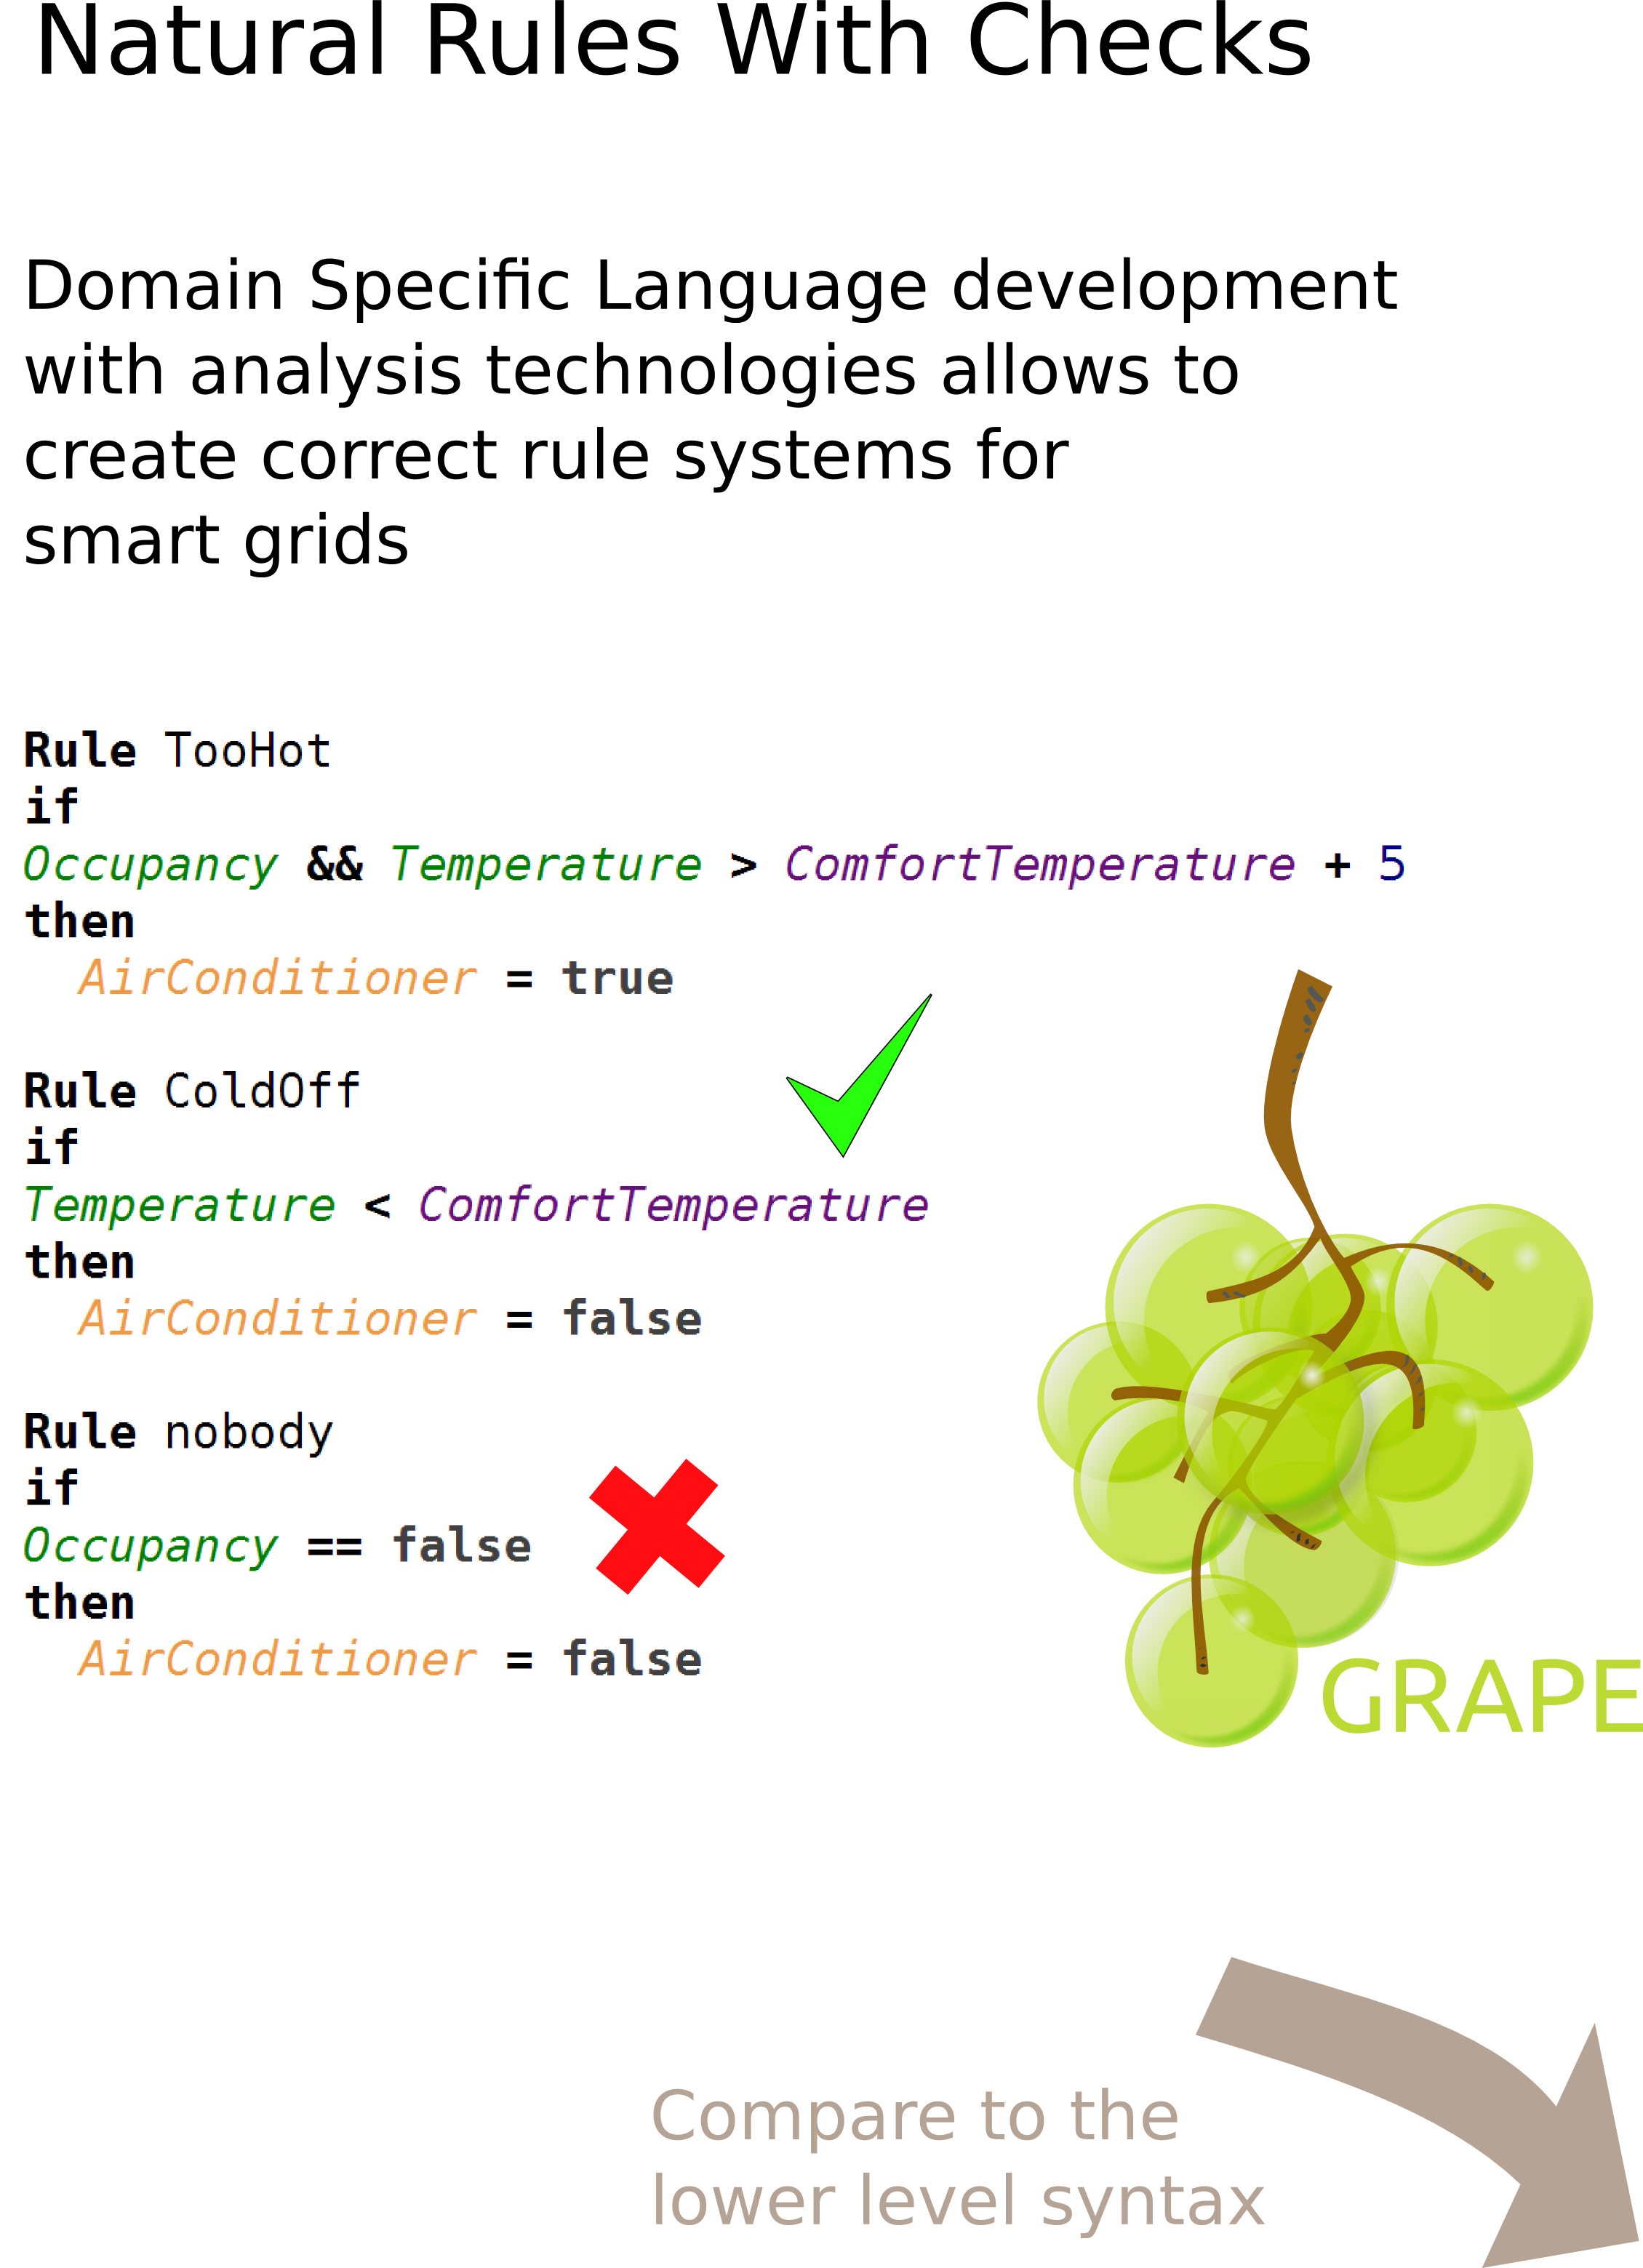 Natural Rules With Checks
Domain Specific Language development
with analysis technologies allows to
create correct rule systems for
smart grids
Rule TooHot
if
Occupancy && Temperature > ComfortTemperature + 5
then
  AirConditioner = true
Rule ColdOff
if
Temperature < ComfortTemperature
then
  AirConditioner = false
Rule nobody
if
Occupancy == false
then
  AirConditioner = false
GRAPE
Compare to the
lower level syntax